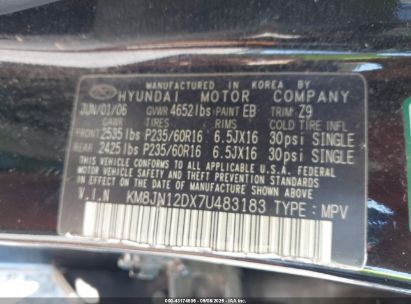 MANUFACTURED IN KOREA BY
HYUNDAI MOTOR COMPANY
JUN/01/06 GVWR 4652lbs PAINT EB TRIM: Z9
GAWR TIRES RIMS COLD TIRE INFL.
FRONT 2535 lbs P235/60R16 6.5JX16 30psi SINGLE
REAR 2425 lbs P235/60R16 6.5JX16 30psi SINGLE
THIS VEHICLE CONFORMS TO ALL APPLICABLE U.S.A. FEDERAL
MOTOR VEHICLE SAFETY STANDARDS IN EFFECT ON THE
DATE OF MANUFACTURE SHOWN ABOVE.
V.I.N KM8JN12DX7U483183 TYPE : MPV